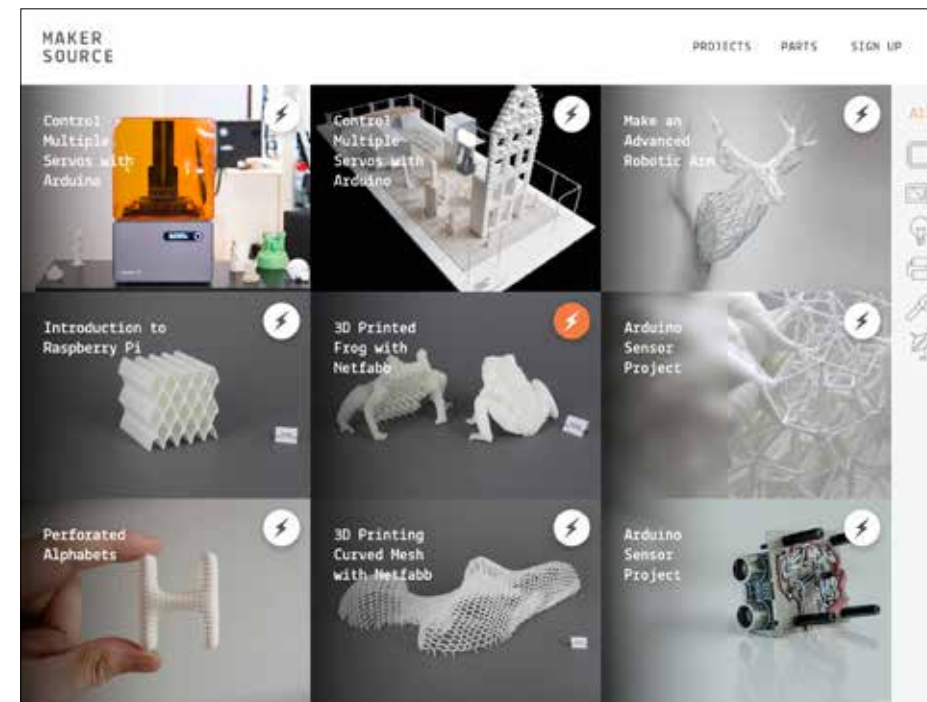 MAKER
SOURCE
PROJECTS PARTS SIGN UP
Control
Multiple
Servos with
Arduino
Control
Multiple
Servos with
Arduino
Make an
Advanced
Robotic Arm
Introduction to
Raspberry Pi
3D Printed
Frog with
Netfabb
Arduino
Sensor
Project
Perforated
Alphabets
3D Printing
Curved Mesh
with Netfabb
Arduino
Sensor
Project